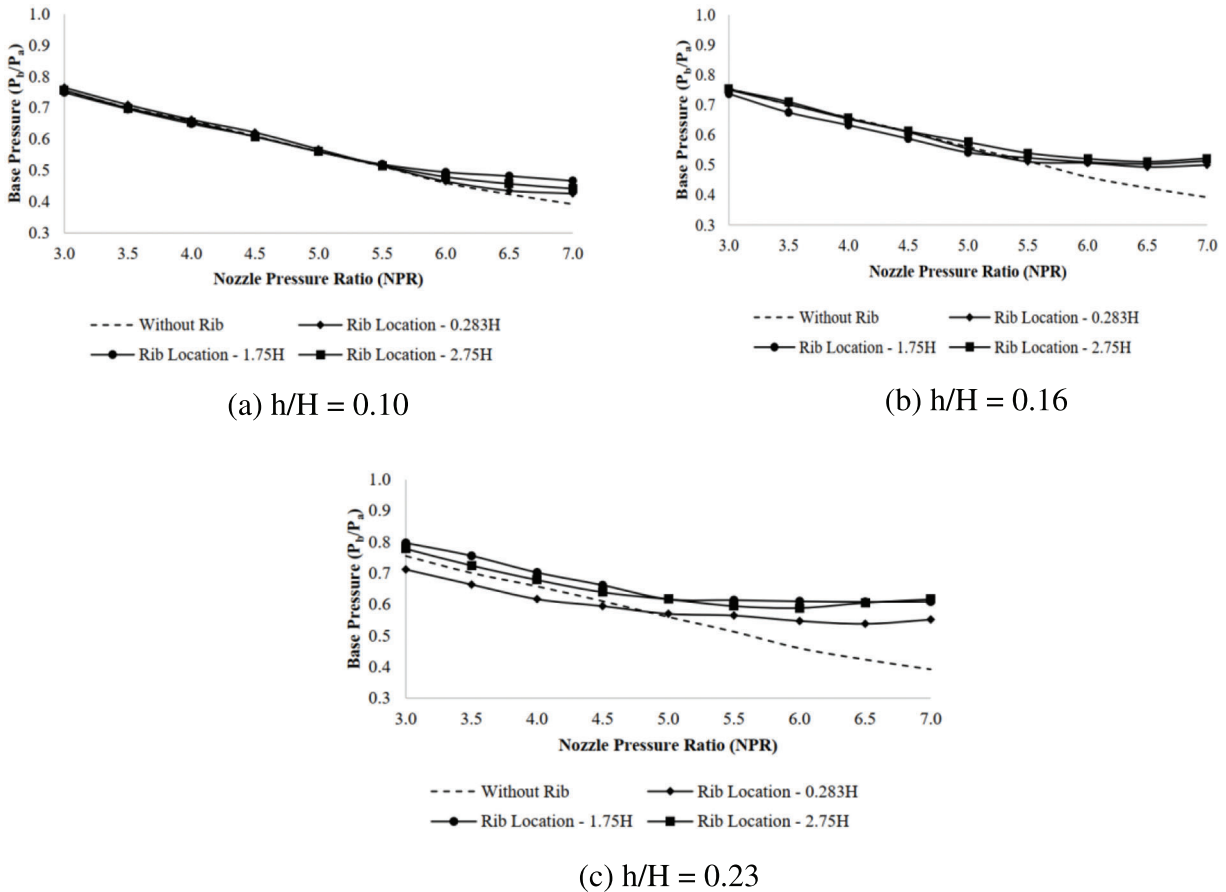 1.0
0.9
0.8
0.7
0.6
0.5
0.4
0.3
Base Pressure (Pb/Pa)
3.0 3.5 4.0 4.5 5.0 5.5 6.0 6.5 7.0
Nozzle Pressure Ratio (NPR)
Without Rib Rib Location - 0.283H
Rib Location - 1.75H Rib Location - 2.75H
(a) h/H = 0.10
1.0
0.9
0.8
0.7
0.6
0.5
0.4
0.3
Base Pressure (Pb/Pa)
3.0 3.5 4.0 4.5 5.0 5.5 6.0 6.5 7.0
Nozzle Pressure Ratio (NPR)
Without Rib Rib Location - 0.283H
Rib Location - 1.75H Rib Location - 2.75H
(b) h/H = 0.16
1.0
0.9
0.8
0.7
0.6
0.5
0.4
0.3
Base Pressure (Pb/Pa)
3.0 3.5 4.0 4.5 5.0 5.5 6.0 6.5 7.0
Nozzle Pressure Ratio (NPR)
Without Rib Rib Location - 0.283H
Rib Location - 1.75H Rib Location - 2.75H
(c) h/H = 0.23